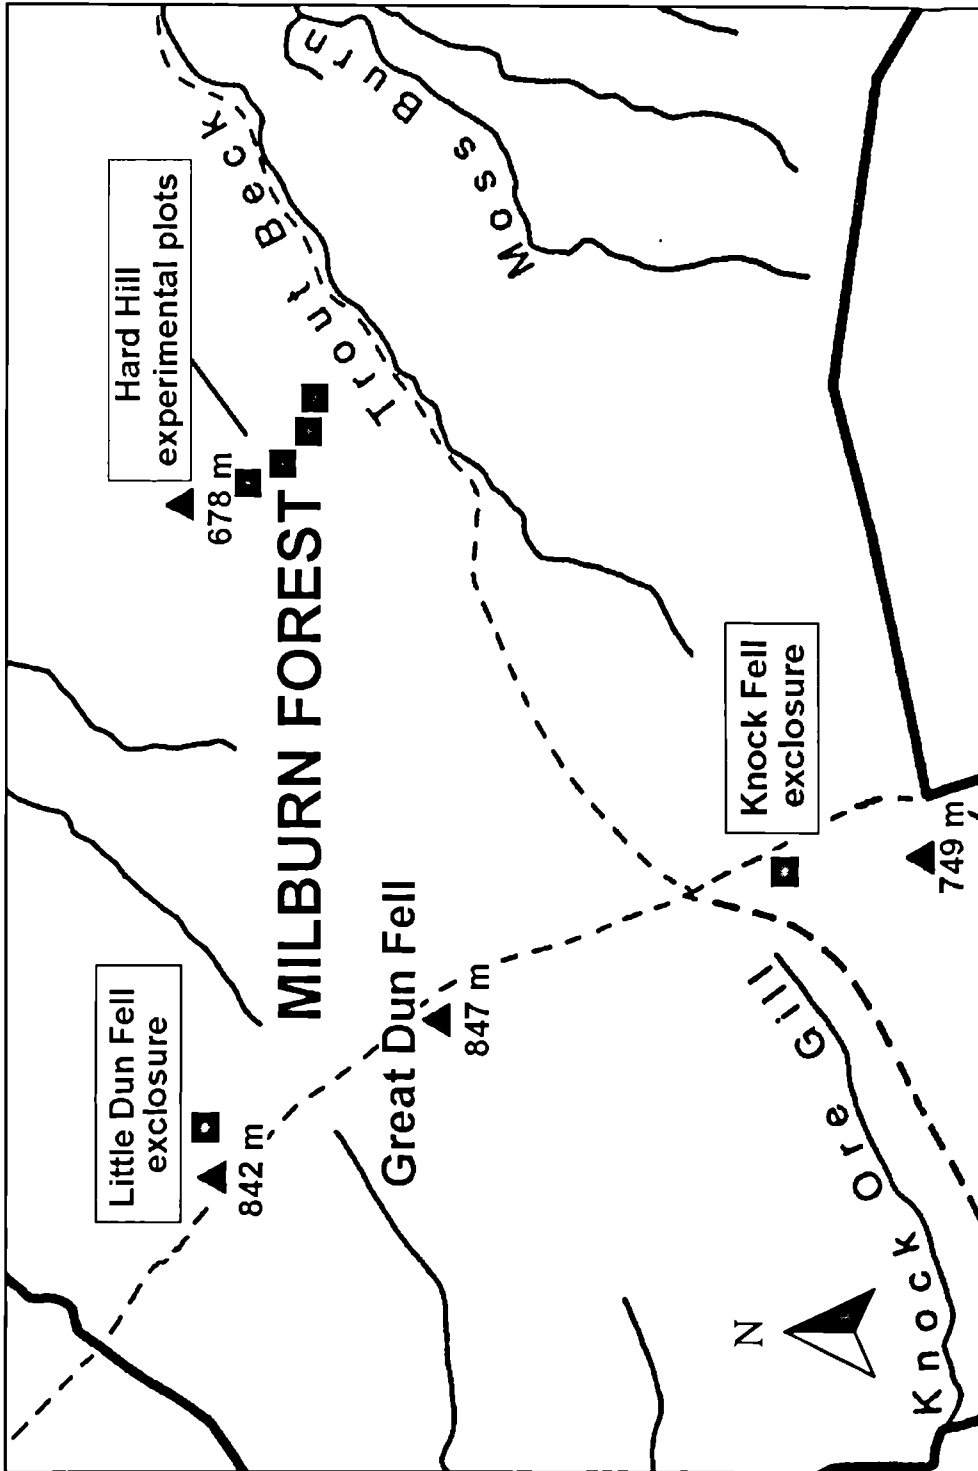 Hard Hill
experimental plots
678 m
MILBURN FOREST
Trout Beck
Moss Burn
Little Dun Fell
exclosure
842 m
Great Dun Fell
847 m
Knock Fell
exclosure
749 m
Knock Ore Gill
N